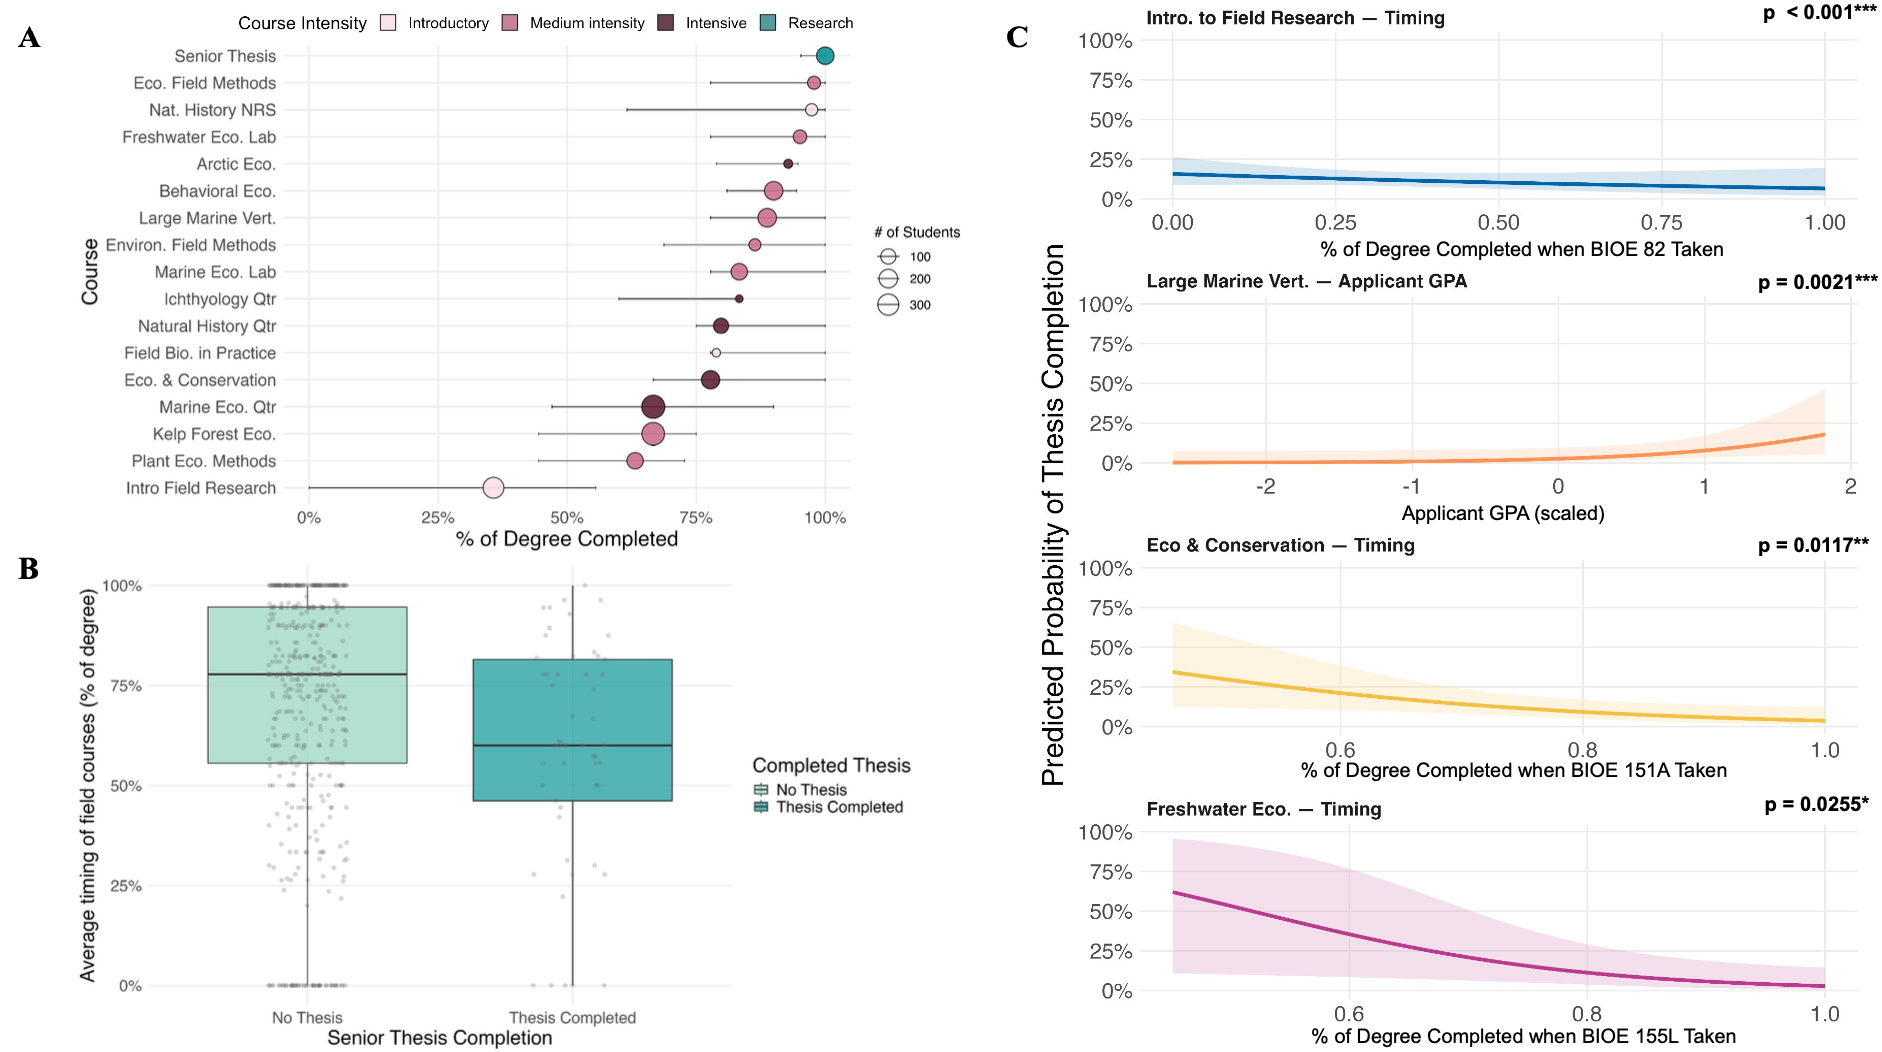 A
Course Intensity Introductory Medium intensity Intensive Research
Senior Thesis
Eco. Field Methods
Nat. History NRS
Freshwater Eco. Lab
Arctic Eco.
Behavioral Eco.
Large Marine Vert.
Environ. Field Methods
Marine Eco. Lab
Ichthyology Qtr
Natural History Qtr
Field Bio. in Practice
Eco. & Conservation
Marine Eco. Qtr
Kelp Forest Eco.
Plant Eco. Methods
Intro Field Research
Course
0% 25% 50% 75% 100%
% of Degree Completed
# of Students
100
200
300
B
Average timing of field courses (% of degree)
100%
75%
50%
25%
0%
No Thesis Thesis Completed
Senior Thesis Completion
Completed Thesis
No Thesis
Thesis Completed
C
Predicted Probability of Thesis Completion
Intro. to Field Research — Timing p < 0.001***
100%
75%
50%
25%
0%
0.00 0.25 0.50 0.75 1.00
% of Degree Completed when BIOE 82 Taken
Large Marine Vert. — Applicant GPA p = 0.0021***
100%
75%
50%
25%
0%
-2 -1 0 1 2
Applicant GPA (scaled)
Eco & Conservation — Timing p = 0.0117**
100%
75%
50%
25%
0%
0.6 0.8 1.0
% of Degree Completed when BIOE 151A Taken
Freshwater Eco. — Timing p = 0.0255*
100%
75%
50%
25%
0%
0.6 0.8 1.0
% of Degree Completed when BIOE 155L Taken